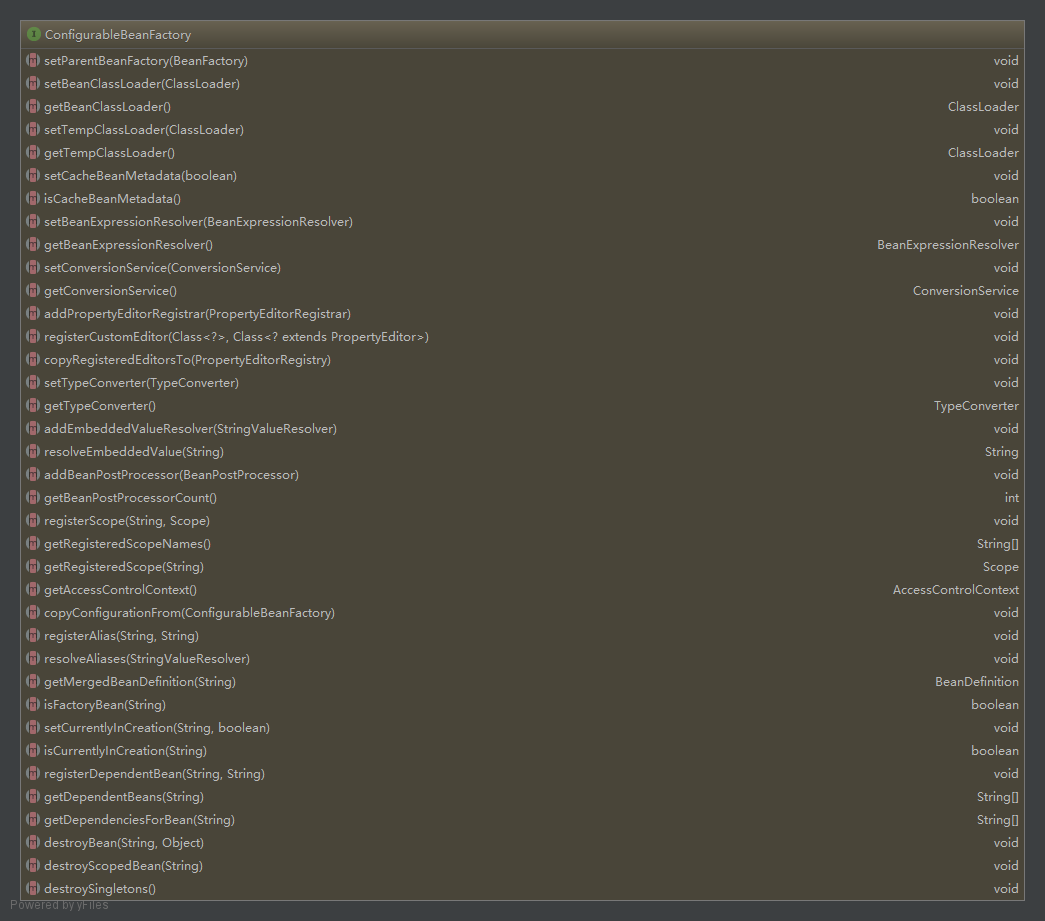 ConfigurableBeanFactory
setParentBeanFactory(BeanFactory) void
setBeanClassLoader(ClassLoader) void
getBeanClassLoader() ClassLoader
setTempClassLoader(ClassLoader) void
getTempClassLoader() ClassLoader
setCacheBeanMetadata(boolean) void
isCacheBeanMetadata() boolean
setBeanExpressionResolver(BeanExpressionResolver) void
getBeanExpressionResolver() BeanExpressionResolver
setConversionService(ConversionService) void
getConversionService() ConversionService
addPropertyEditorRegistrar(PropertyEditorRegistrar) void
registerCustomEditor(Class<?>, Class<? extends PropertyEditor>) void
copyRegisteredEditorsTo(PropertyEditorRegistry) void
setTypeConverter(TypeConverter) void
getTypeConverter() TypeConverter
addEmbeddedValueResolver(StringValueResolver) void
resolveEmbeddedValue(String) String
addBeanPostProcessor(BeanPostProcessor) void
getBeanPostProcessorCount() int
registerScope(String, Scope) void
getRegisteredScopeNames() String[]
getRegisteredScope(String) Scope
getAccessControlContext() AccessControlContext
copyConfigurationFrom(ConfigurableBeanFactory) void
registerAlias(String, String) void
resolveAliases(StringValueResolver) void
getMergedBeanDefinition(String) BeanDefinition
isFactoryBean(String) boolean
setCurrentlyInCreation(String, boolean) void
isCurrentlyInCreation(String) boolean
registerDependentBean(String, String) void
getDependentBeans(String) String[]
getDependenciesForBean(String) String[]
destroyBean(String, Object) void
destroyScopedBean(String) void
destroySingletons() void
Powered by yFiles